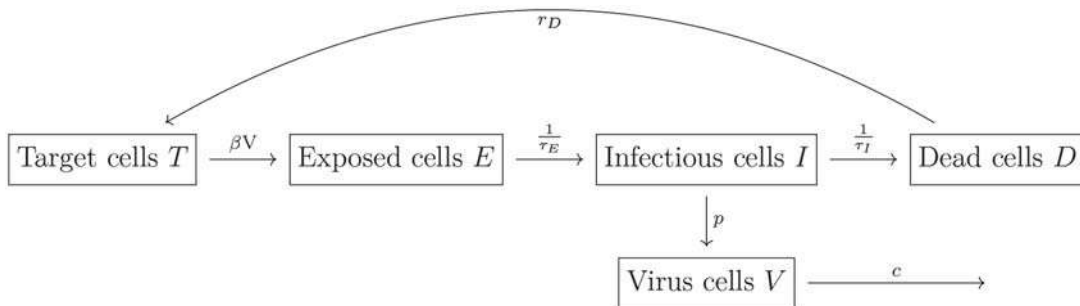 r_D
Target cells T
βV
Exposed cells E
1/τ_E
Infectious cells I
1/τ_I
Dead cells D
p
Virus cells V
c